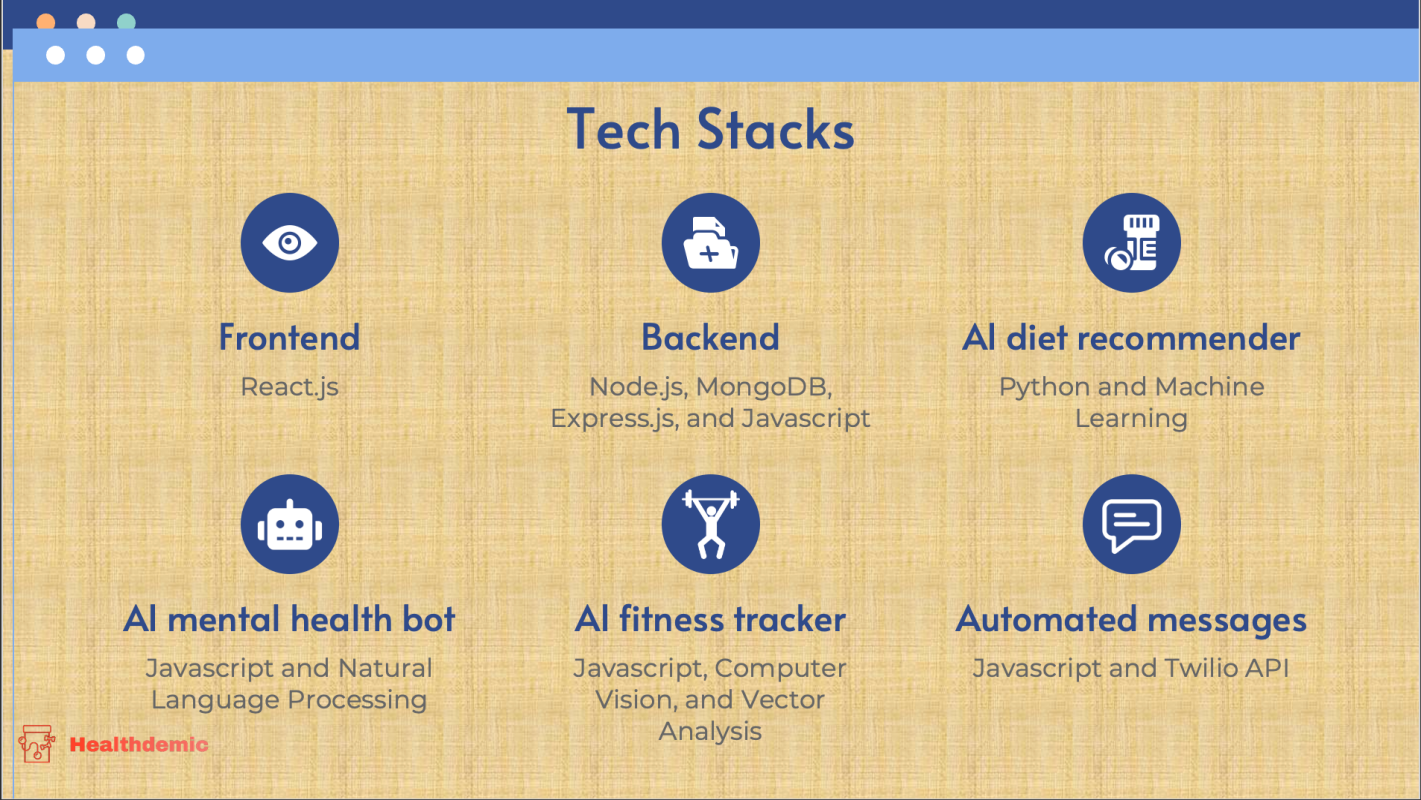 Tech Stacks
Frontend
React.js
Backend
Node.js, MongoDB,
Express.js, and Javascript
AI diet recommender
Python and Machine
Learning
AI mental health bot
Javascript and Natural
Language Processing
AI fitness tracker
Javascript, Computer
Vision, and Vector
Analysis
Automated messages
Javascript and Twilio API
Healthdemic